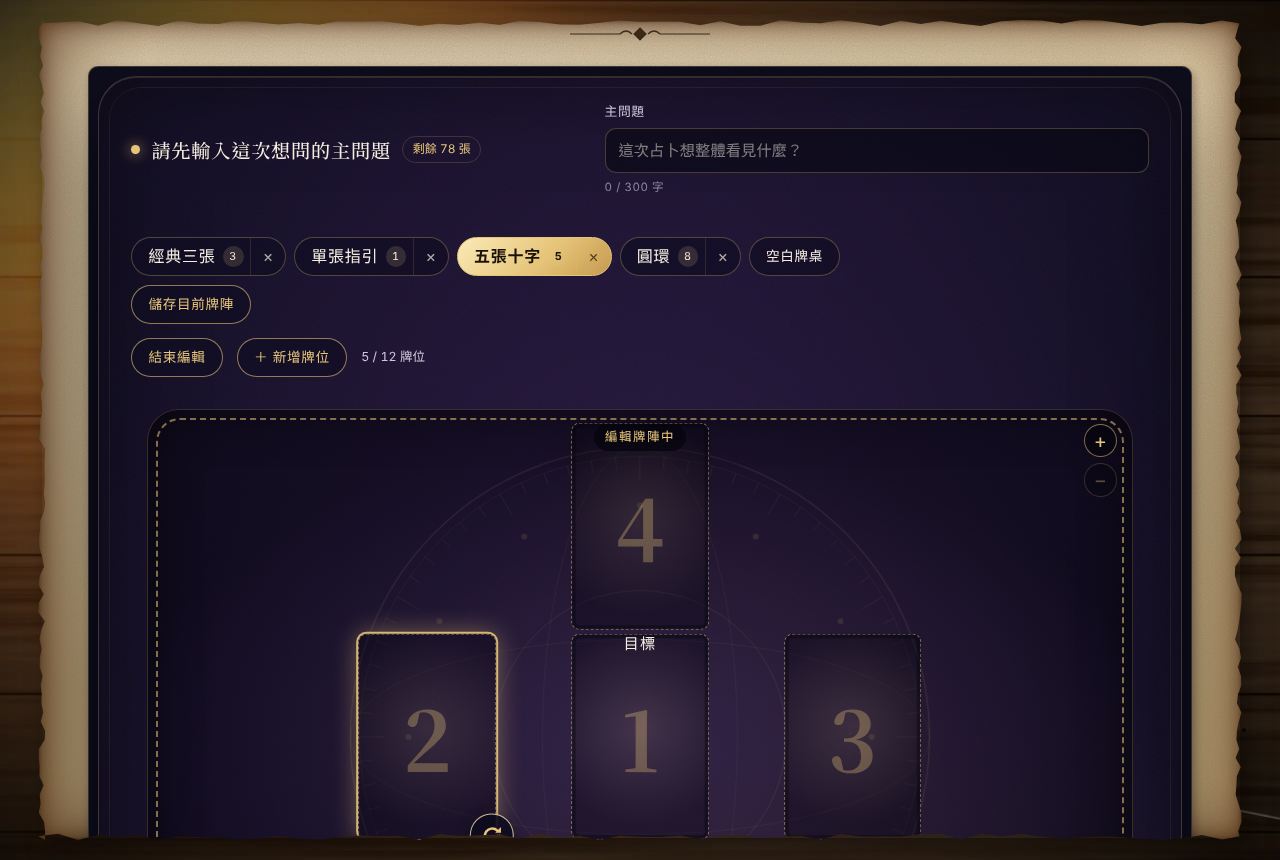 主問題
請先輸入這次想問的主問題 剩餘 78 張
這次占卜想整體看見什麼？
0 / 300 字
經典三張 3 × 單張指引 1 × 五張十字 5 × 圓環 8 × 空白牌桌
儲存目前牌陣
結束編輯 ＋ 新增牌位 5 / 12 牌位
編輯牌陣中
+
−
4
目標
2 1 3